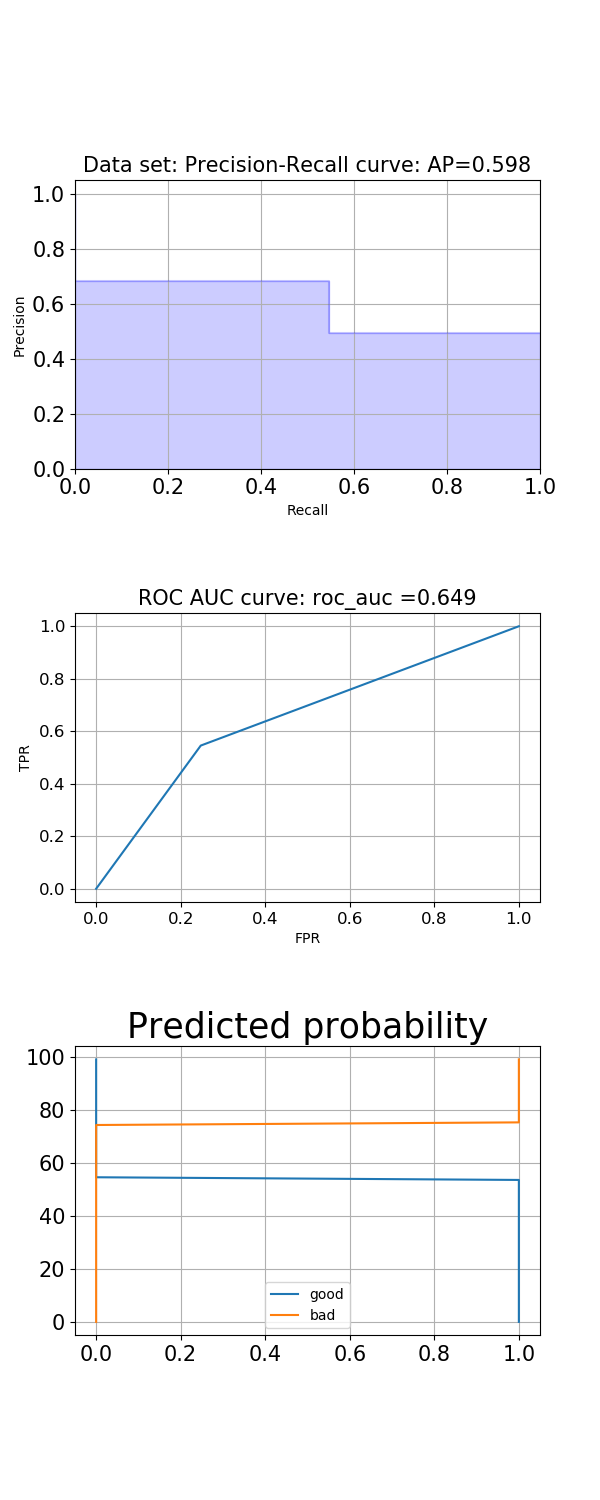 Data set: Precision-Recall curve: AP=0.598
1.0
0.8
0.6
0.4
0.2
0.0
Precision
0.0 0.2 0.4 0.6 0.8 1.0
Recall
ROC AUC curve: roc_auc =0.649
1.0
0.8
0.6
0.4
0.2
0.0
TPR
0.0 0.2 0.4 0.6 0.8 1.0
FPR
Predicted probability
100
80
60
40
20
0
good
bad
0.0 0.2 0.4 0.6 0.8 1.0